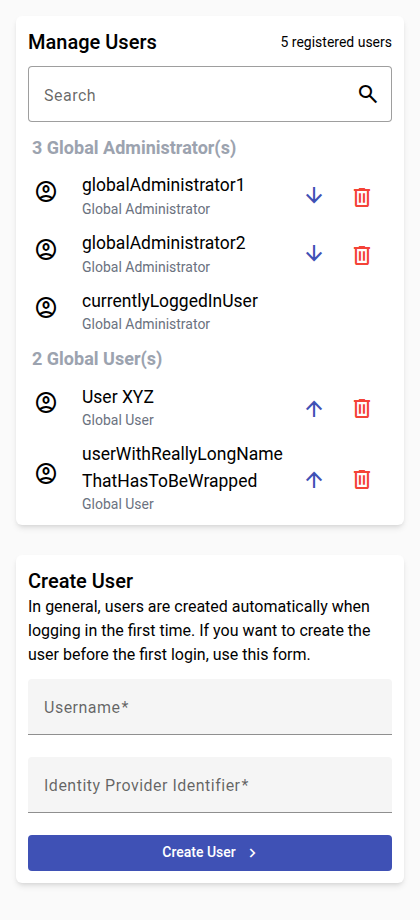 Manage Users
5 registered users
Search
3 Global Administrator(s)
globalAdministrator1
Global Administrator
globalAdministrator2
Global Administrator
currentlyLoggedInUser
Global Administrator
2 Global User(s)
User XYZ
Global User
userWithReallyLongName
ThatHasToBeWrapped
Global User
Create User
In general, users are created automatically when
logging in the first time. If you want to create the
user before the first login, use this form.
Username*
Identity Provider Identifier*
Create User